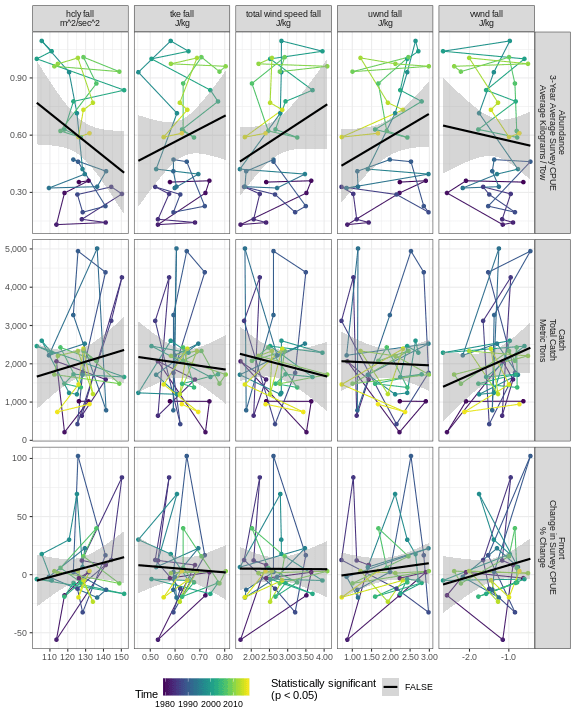 hcly fall
m^2/sec^2
tke fall
J/kg
total wind speed fall
J/kg
uwnd fall
J/kg
vwnd fall
J/kg
0.90
0.60
0.30
Abundance
3-Year Average Survey CPUE
Average Kilograms / Tow
5,000
4,000
3,000
2,000
1,000
0
Catch
Total Catch
Metric Tons
100
50
0
-50
Fmort
Change in Survey CPUE
% Change
110 120 130 140 150
0.50 0.60 0.70 0.80
2.00 2.50 3.00 3.50 4.00
1.00 1.50 2.00 2.50 3.00
-2.0 -1.0
Time
1980 1990 2000 2010
Statistically significant
(p < 0.05)
FALSE